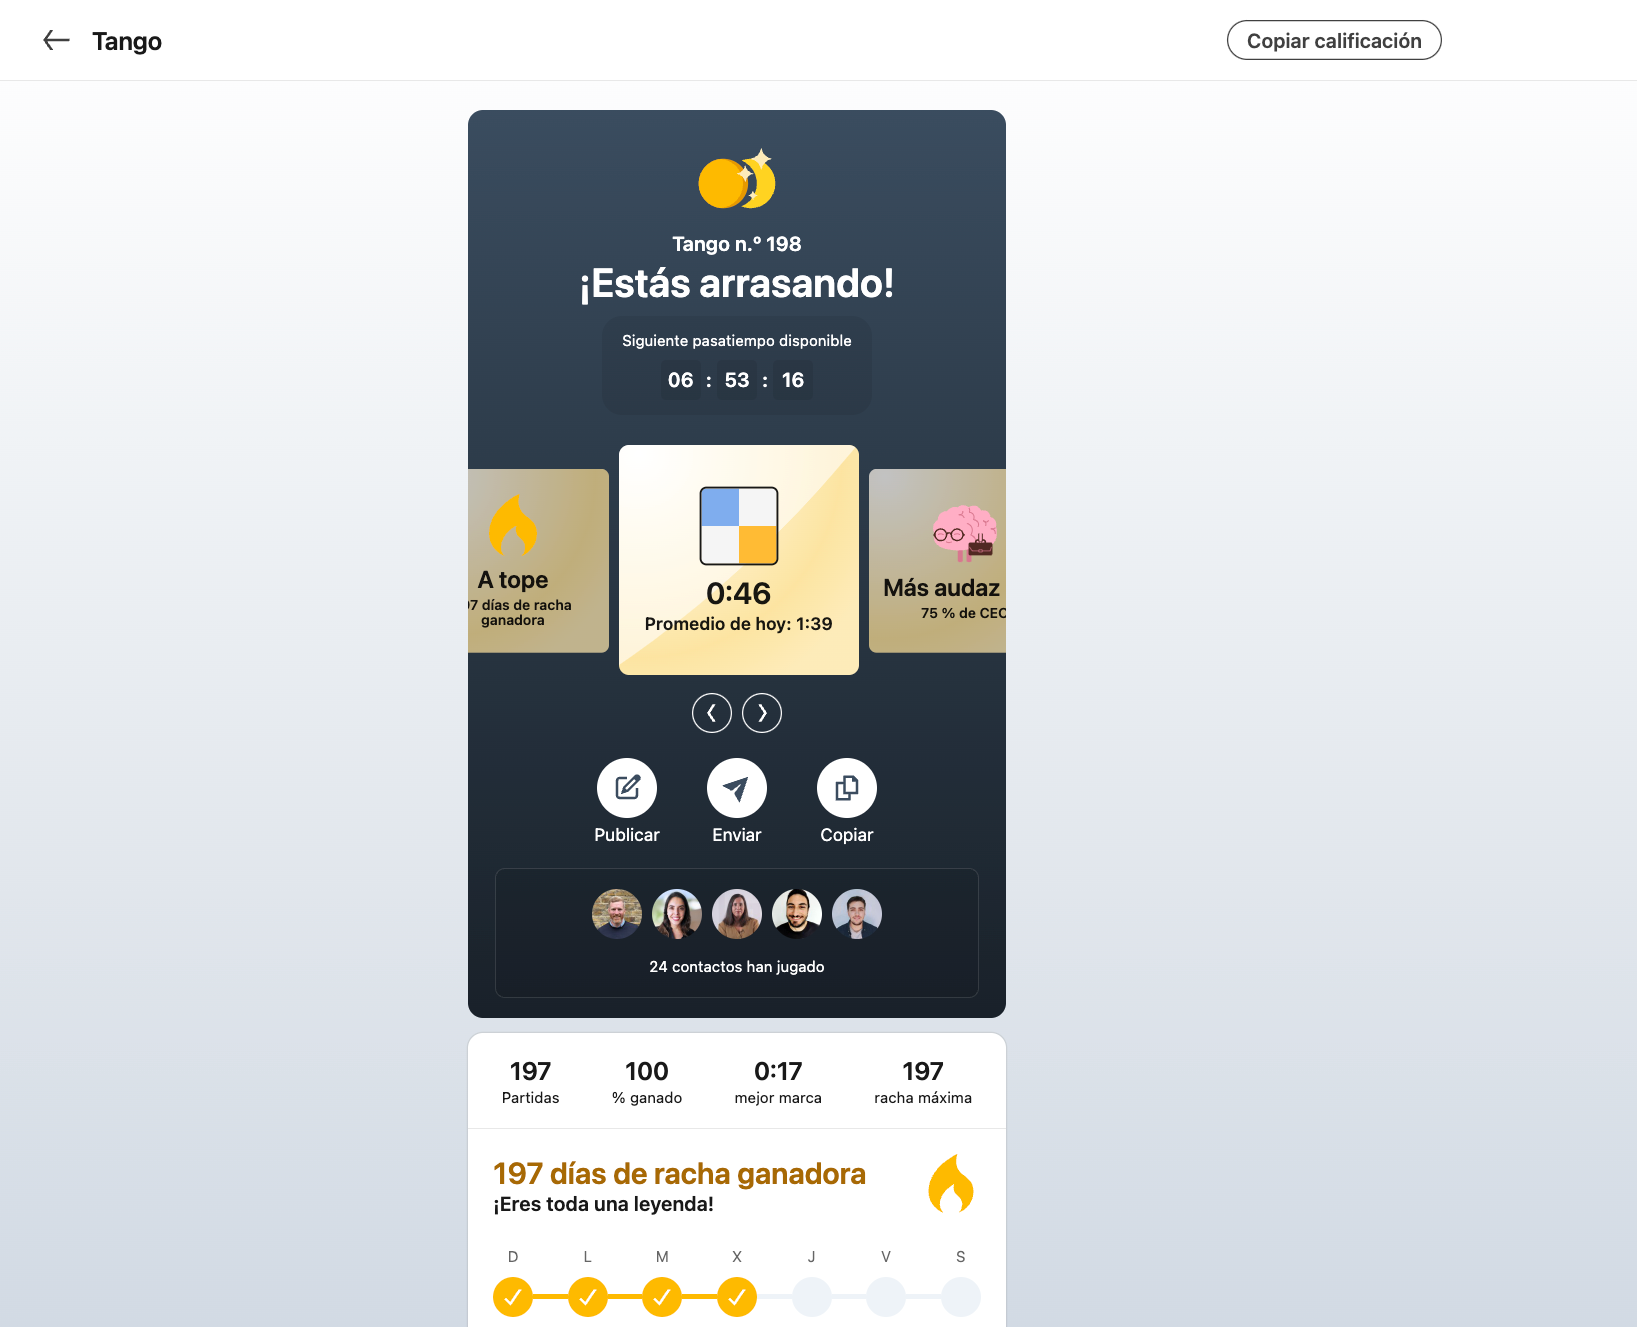 Tango
Copiar calificación
Tango n.º 198
¡Estás arrasando!
Siguiente pasatiempo disponible
06 : 53 : 16
A tope
7 días de racha
ganadora
0:46
Promedio de hoy: 1:39
Más audaz
75 % de CEO
Publicar
Enviar
Copiar
24 contactos han jugado
197
Partidas
100
% ganado
0:17
mejor marca
197
racha máxima
197 días de racha ganadora
¡Eres toda una leyenda!
D L M X J V S